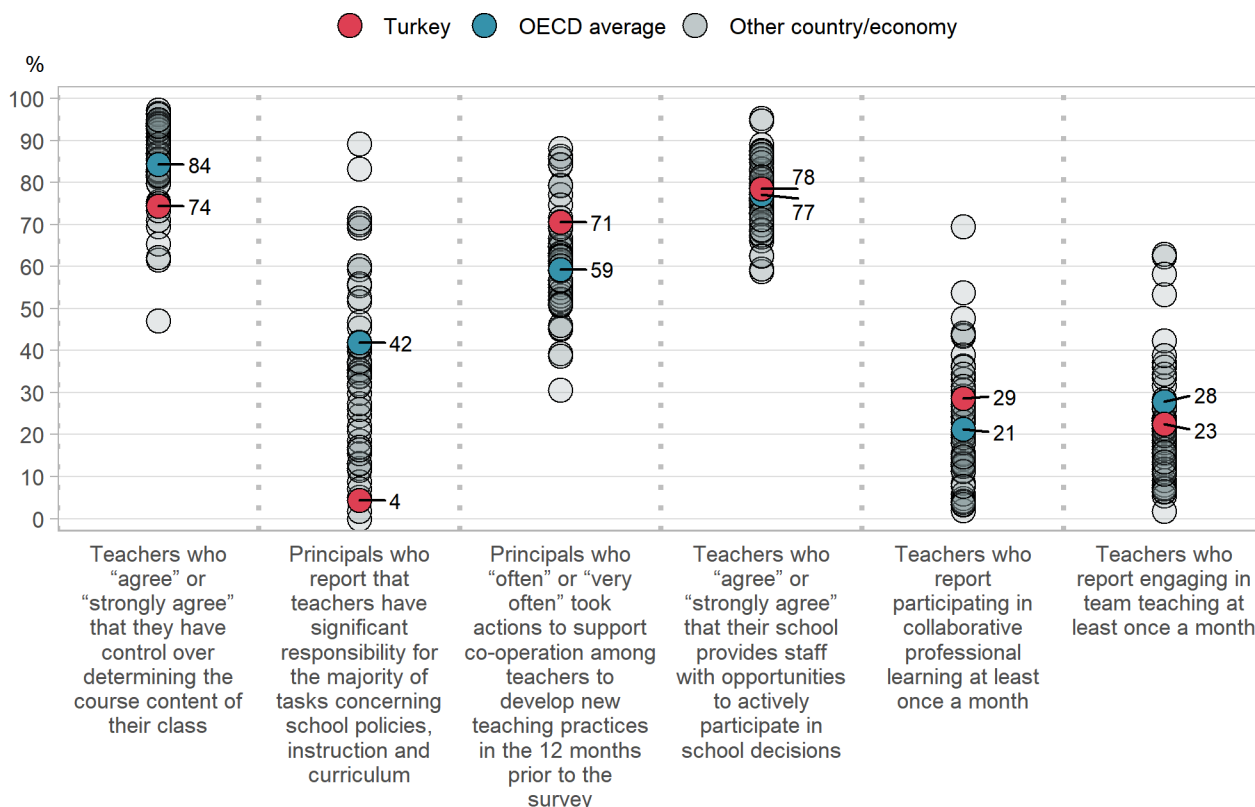 Turkey OECD average Other country/economy
%
100
90
80
70
60
50
40
30
20
10
0
84
74
42
4
71
59
78
77
29
21
28
23
Teachers who
“agree” or
“strongly agree”
that they have
control over
determining the
course content of
their class
Principals who
report that
teachers have
significant
responsibility for
the majority of
tasks concerning
school policies,
instruction and
curriculum
Principals who
“often” or “very
often” took
actions to support
co-operation among
teachers to
develop new
teaching practices
in the 12 months
prior to the
survey
Teachers who
“agree” or
“strongly agree”
that their school
provides staff
with opportunities
to actively
participate in
school decisions
Teachers who
report
participating in
collaborative
professional
learning at least
once a month
Teachers who
report engaging in
team teaching at
least once a month